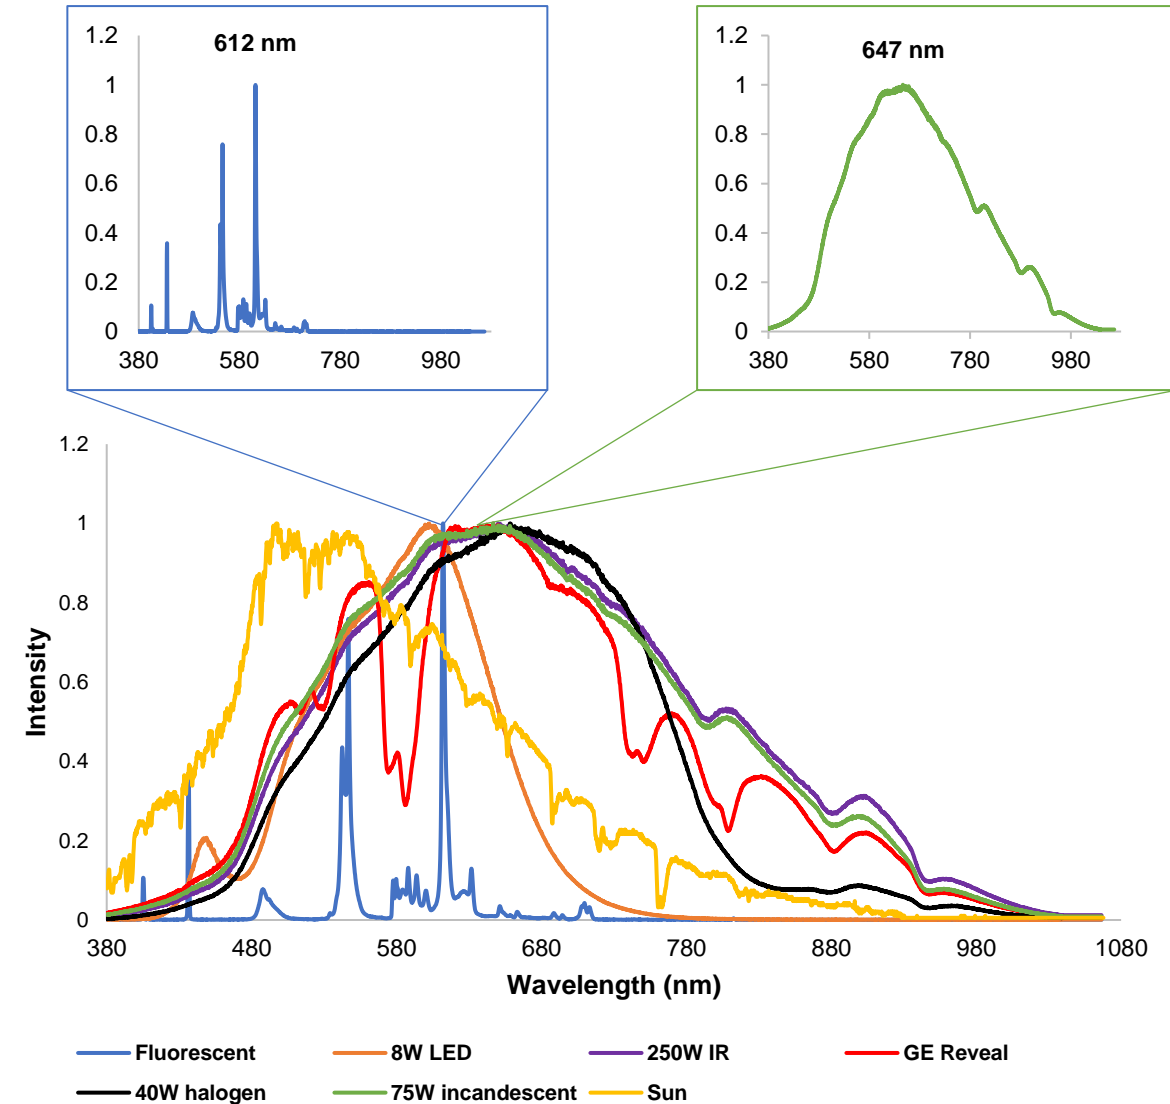 612 nm
1.2
1
0.8
0.6
0.4
0.2
0
380 580 780 980
647 nm
1.2
1
0.8
0.6
0.4
0.2
0
380 580 780 980
Intensity
1.2
1
0.8
0.6
0.4
0.2
0
380 480 580 680 780 880 980 1080
Wavelength (nm)
Fluorescent 8W LED 250W IR GE Reveal
40W halogen 75W incandescent Sun